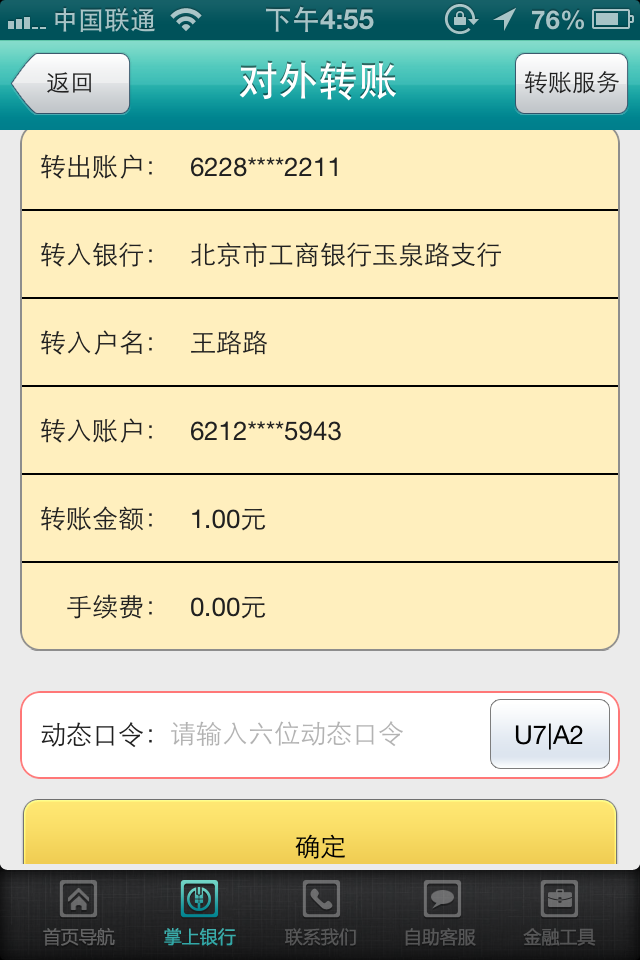 中国联通 下午4:55 76%
返回 对外转账 转账服务
转出账户： 6228****2211
转入银行： 北京市工商银行玉泉路支行
转入户名： 王路路
转入账户： 6212****5943
转账金额： 1.00元
手续费： 0.00元
动态口令： 请输入六位动态口令 U7|A2
确定
首页导航 掌上银行 联系我们 自助客服 金融工具